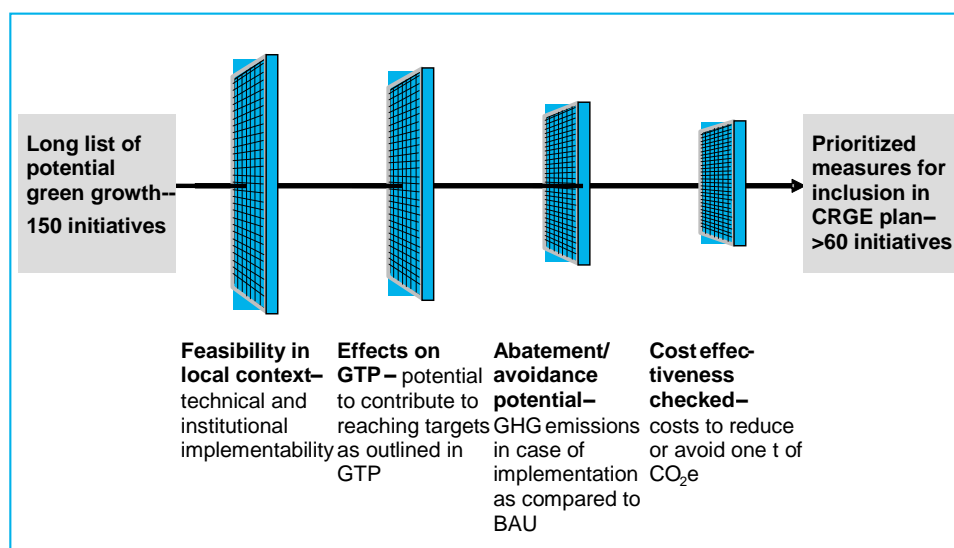 Long list of
potential
green growth--
150 initiatives
Prioritized
measures for
inclusion in
CRGE plan–
>60 initiatives
Feasibility in
local context–
technical and
institutional
implementability
Effects on
GTP – potential
to contribute to
reaching targets
as outlined in
GTP
Abatement/
avoidance
potential–
GHG emissions
in case of
implementation
as compared to
BAU
Cost effec-
tiveness
checked–
costs to reduce
or avoid one t of
CO₂e